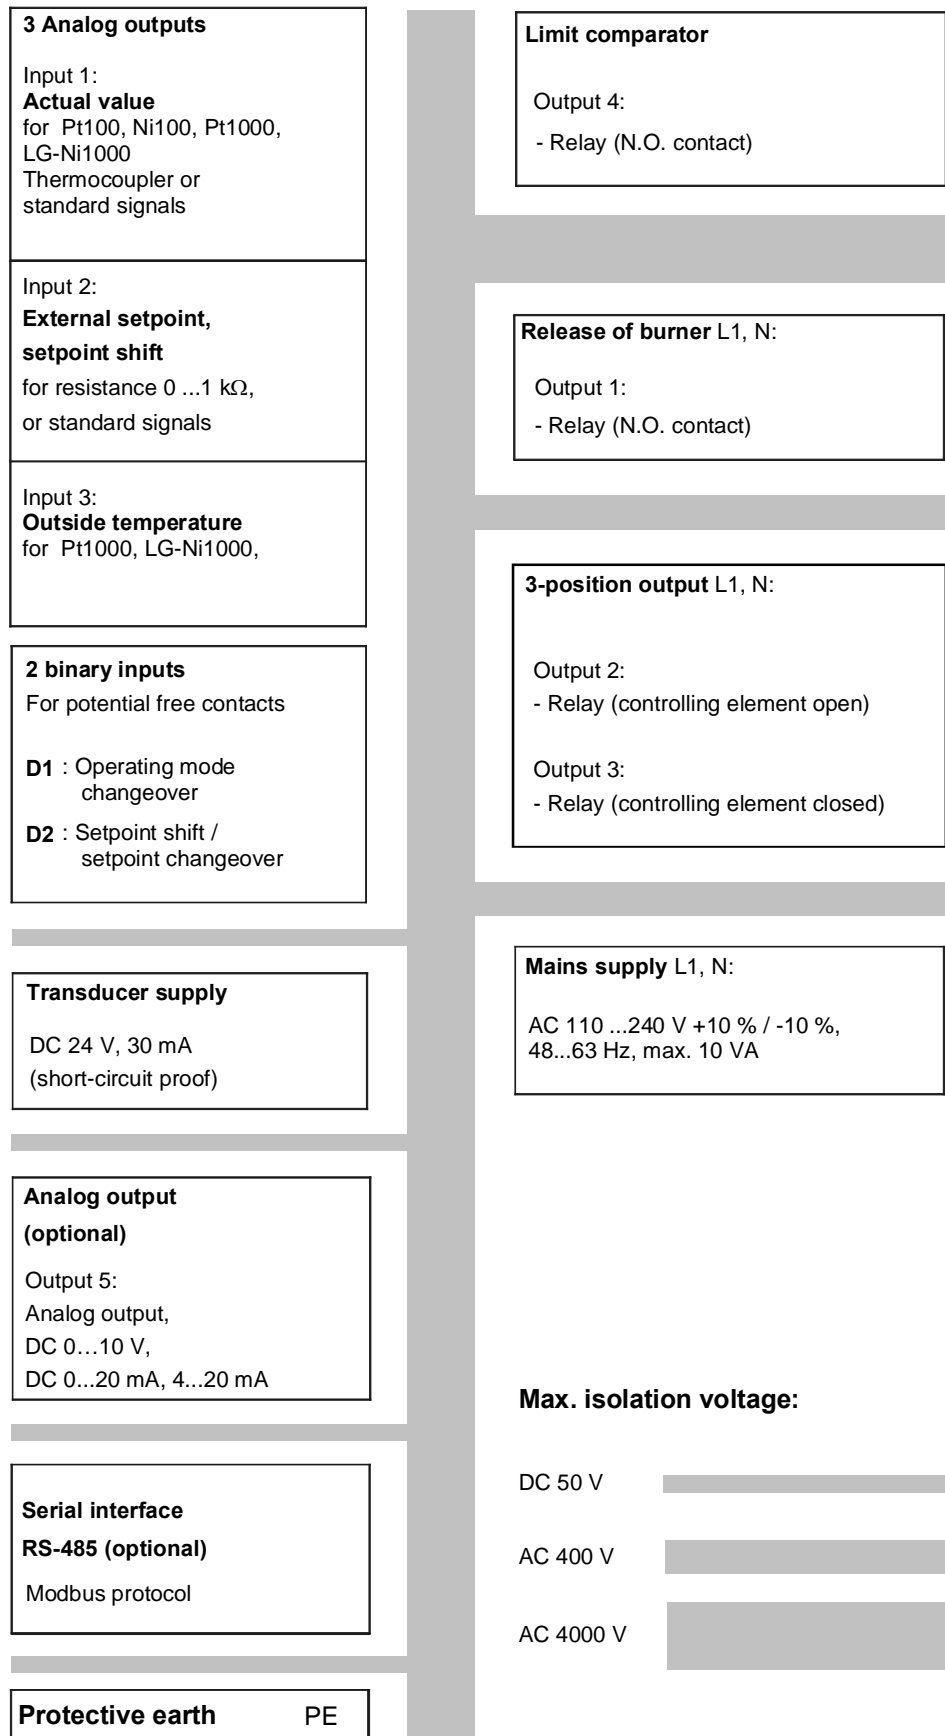 3 Analog outputs
Input 1:
Actual value
for Pt100, Ni100, Pt1000,
LG-Ni1000
Thermocoupler or
standard signals
Input 2:
External setpoint,
setpoint shift
for resistance 0 ...1 kΩ,
or standard signals
Input 3:
Outside temperature
for Pt1000, LG-Ni1000,
2 binary inputs
For potential free contacts
D1 : Operating mode
changeover
D2 : Setpoint shift /
setpoint changeover
Transducer supply
DC 24 V, 30 mA
(short-circuit proof)
Analog output
(optional)
Output 5:
Analog output,
DC 0…10 V,
DC 0...20 mA, 4...20 mA
Serial interface
RS-485 (optional)
Modbus protocol
Protective earth PE
Limit comparator
Output 4:
- Relay (N.O. contact)
Release of burner L1, N:
Output 1:
- Relay (N.O. contact)
3-position output L1, N:
Output 2:
- Relay (controlling element open)
Output 3:
- Relay (controlling element closed)
Mains supply L1, N:
AC 110 ...240 V +10 % / -10 %,
48...63 Hz, max. 10 VA
Max. isolation voltage:
DC 50 V
AC 400 V
AC 4000 V